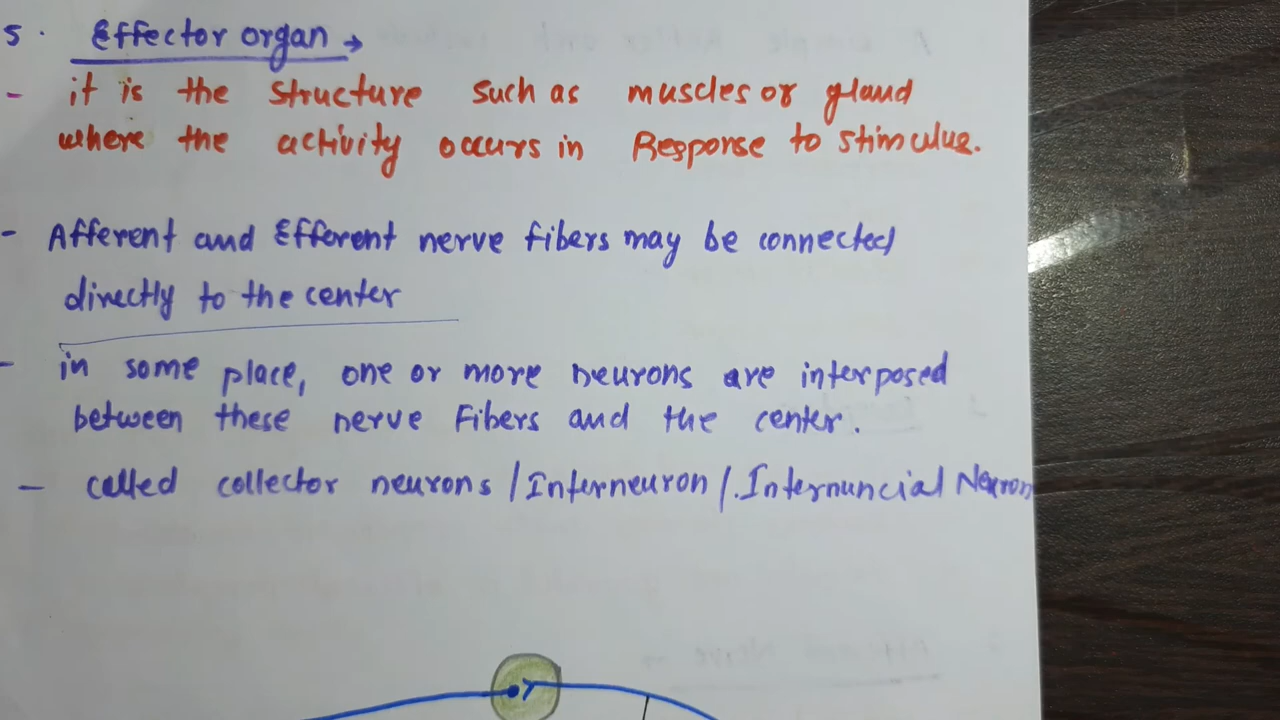 5. Effector organ →
- it is the structure such as muscles or gland
where the activity occurs in Response to stimulus.
- Afferent and Efferent nerve fibers may be connected
directly to the center
- in some place, one or more neurons are interposed
between these nerve Fibers and the center.
- called collector neurons / Interneuron / Internuncial Neuron